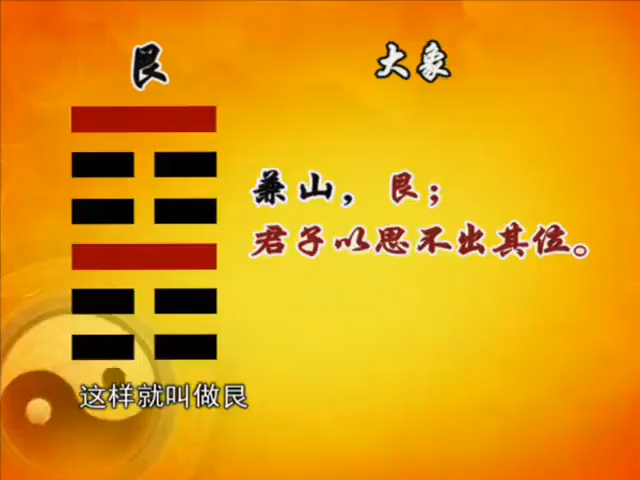 艮
大象
兼山，艮；
君子以思不出其位。
这样就叫做艮